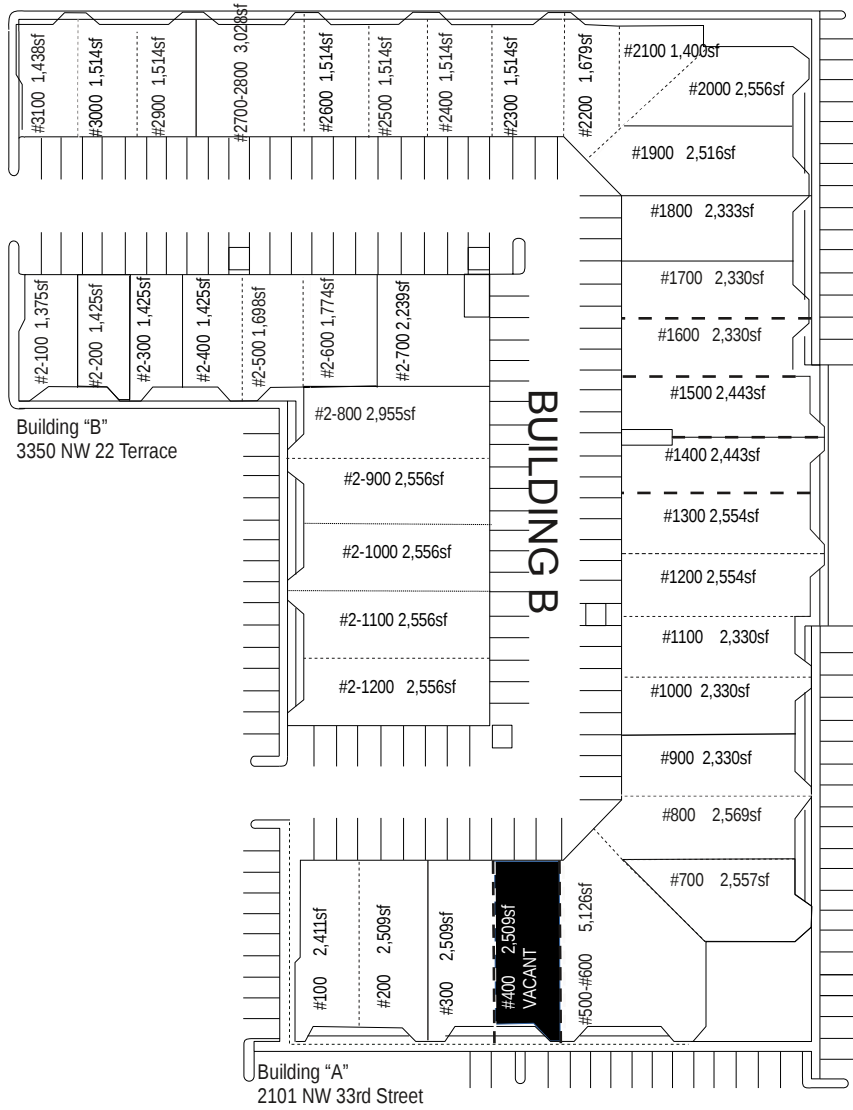 #3100 1,438sf
#3000 1,514sf
#2900 1,514sf
#2700-2800 3,028sf
#2600 1,514sf
#2500 1,514sf
#2400 1,514sf
#2300 1,514sf
#2200 1,679sf
#2100 1,400sf
#2000 2,556sf
#1900 2,516sf
#1800 2,333sf
#1700 2,330sf
#1600 2,330sf
#1500 2,443sf
#1400 2,443sf
#1300 2,554sf
#1200 2,554sf
#1100 2,330sf
#1000 2,330sf
#900 2,330sf
#800 2,569sf
#700 2,557sf
#2-100 1,375sf
#2-200 1,425sf
#2-300 1,425sf
#2-400 1,425sf
#2-500 1,698sf
#2-600 1,774sf
#2-700 2,239sf
#2-800 2,955sf
#2-900 2,556sf
#2-1000 2,556sf
#2-1100 2,556sf
#2-1200 2,556sf
Building “B”
3350 NW 22 Terrace
BUILDING B
#100 2,411sf
#200 2,509sf
#300 2,509sf
#400 2,509sf
VACANT
#500-#600 5,126sf
Building “A”
2101 NW 33rd Street